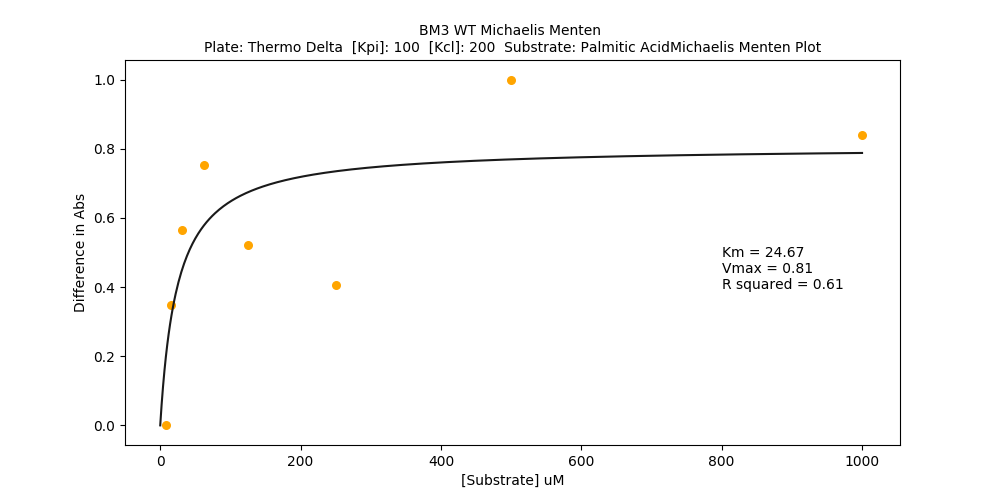 BM3 WT Michaelis Menten
Plate: Thermo Delta  [Kpi]: 100  [Kcl]: 200  Substrate: Palmitic AcidMichaelis Menten Plot
1.0
0.8
0.6
0.4
0.2
0.0
Difference in Abs
Km = 24.67
Vmax = 0.81
R squared = 0.61
0 200 400 600 800 1000
[Substrate] uM